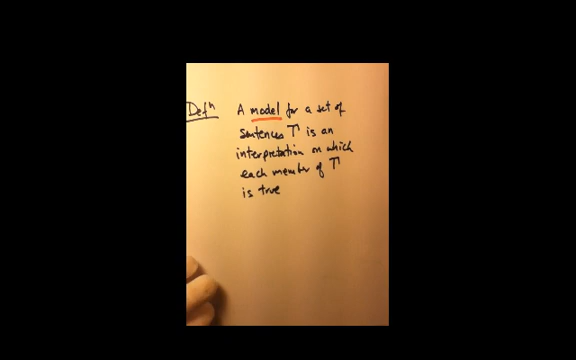 Defⁿ A model for a set of
sentences Γ is an
interpretation on which
each member of Γ
is true